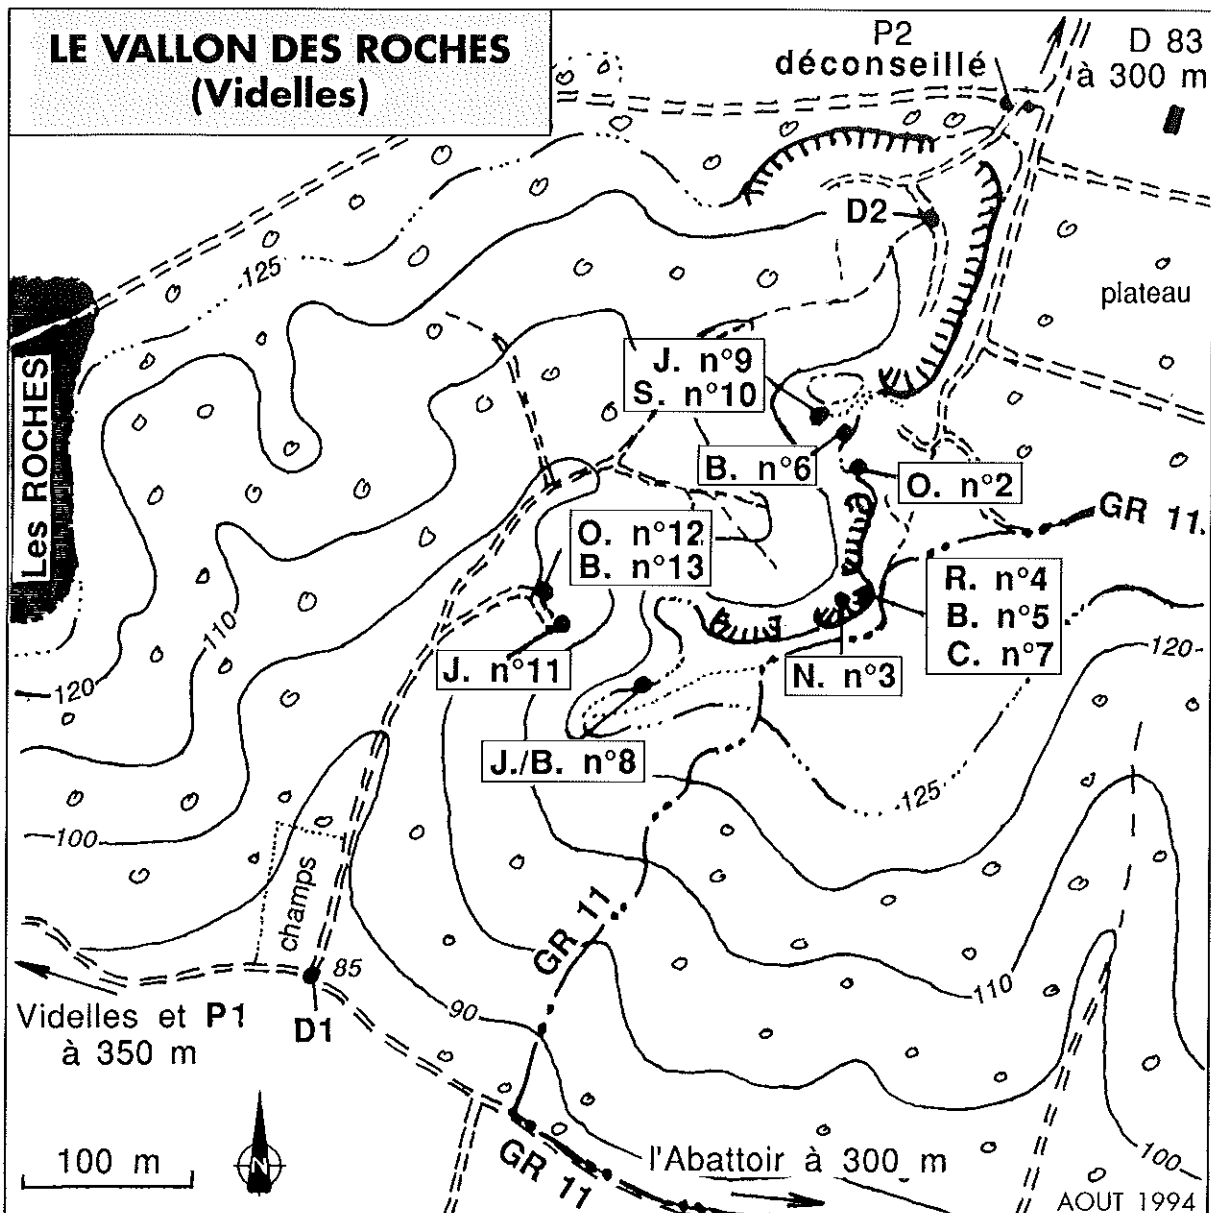 LE VALLON DES ROCHES
(Videlles)
P2
déconseillé
D 83
à 300 m
D2
125
plateau
Les ROCHES
J. n°9
S. n°10
B. n°6
O. n°2
GR 11.
O. n°12
B. n°13
R. n°4
B. n°5
C. n°7
110
J. n°11
N. n°3
120
120
J./B. n°8
125
100
champs
GR 11
85
110
Videlles et P1
à 350 m
D1
90
100 m
N
GR 11
l'Abattoir à 300 m
100
AOUT 1994